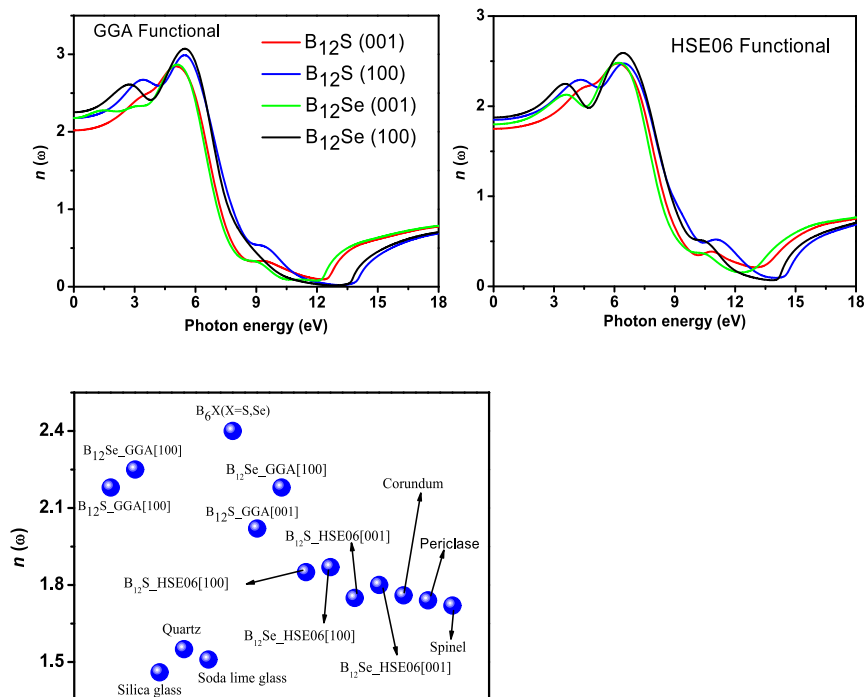 GGA Functional
B12S (001)
B12S (100)
B12Se (001)
B12Se (100)
n (ω)
3
2
1
0
0 3 6 9 12 15 18
Photon energy (eV)
HSE06 Functional
n (ω)
3
2
1
0
0 3 6 9 12 15 18
Photon energy (eV)
n (ω)
2.4
2.1
1.8
1.5
B6X(X=S,Se)
B12Se_GGA[100]
B12Se_GGA[100]
B12S_GGA[100]
B12S_GGA[001]
Corundum
B12S_HSE06[001]
Periclase
B12S_HSE06[100]
B12Se_HSE06[100]
Quartz
Spinel
B12Se_HSE06[001]
Soda lime glass
Silica glass